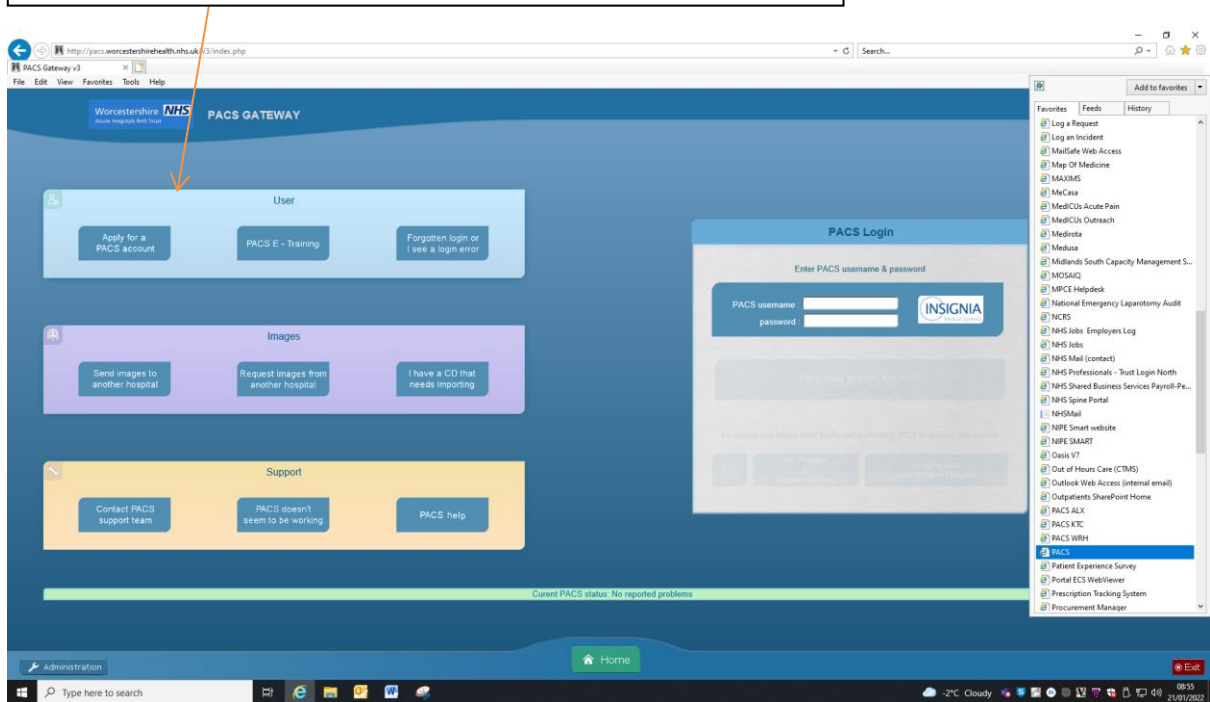 http://pacs.worcestershirehealth.nhs.uk/V3/index.php
Search...
PACS Gateway v3
File Edit View Favorites Tools Help
Add to favorites
Favorites Feeds History
Worcestershire NHS
Acute Hospitals NHS Trust
PACS GATEWAY
User
Apply for a
PACS account
PACS E - Training
Forgotten login or
I see a login error
Images
Send images to
another hospital
Request images from
another hospital
I have a CD that
needs importing
Support
Contact PACS
support team
PACS doesn't
seem to be working
PACS help
PACS Login
Enter PACS username & password
PACS username :
password :
INSIGNIA
Medical Systems
Curent PACS status: No reported problems
Log a Request
Log an Incident
MailSafe Web Access
Map Of Medicine
MAXIMS
MeCasa
MedICUs Acute Pain
MedICUs Outreach
Medirota
Medusa
Midlands South Capacity Management S...
MOSAIQ
MPCE Helpdesk
National Emergency Laparotomy Audit
NCRS
NHS Jobs Employers Log
NHS Jobs
NHS Mail (contact)
NHS Professionals - Trust Login North
NHS Shared Business Services Payroll-Pe...
NHS Spine Portal
NHSMail
NIPE Smart website
NIPE SMART
Oasis V7
Out of Hours Care (CTMS)
Outlook Web Access (internal email)
Outpatients SharePoint Home
PACS ALX
PACS KTC
PACS WRH
PACS
Patient Experience Survey
Portal ECS WebViewer
Prescription Tracking System
Procurement Manager
Administration
Home
Exit
Type here to search
-2°C Cloudy
08:55
21/01/2022